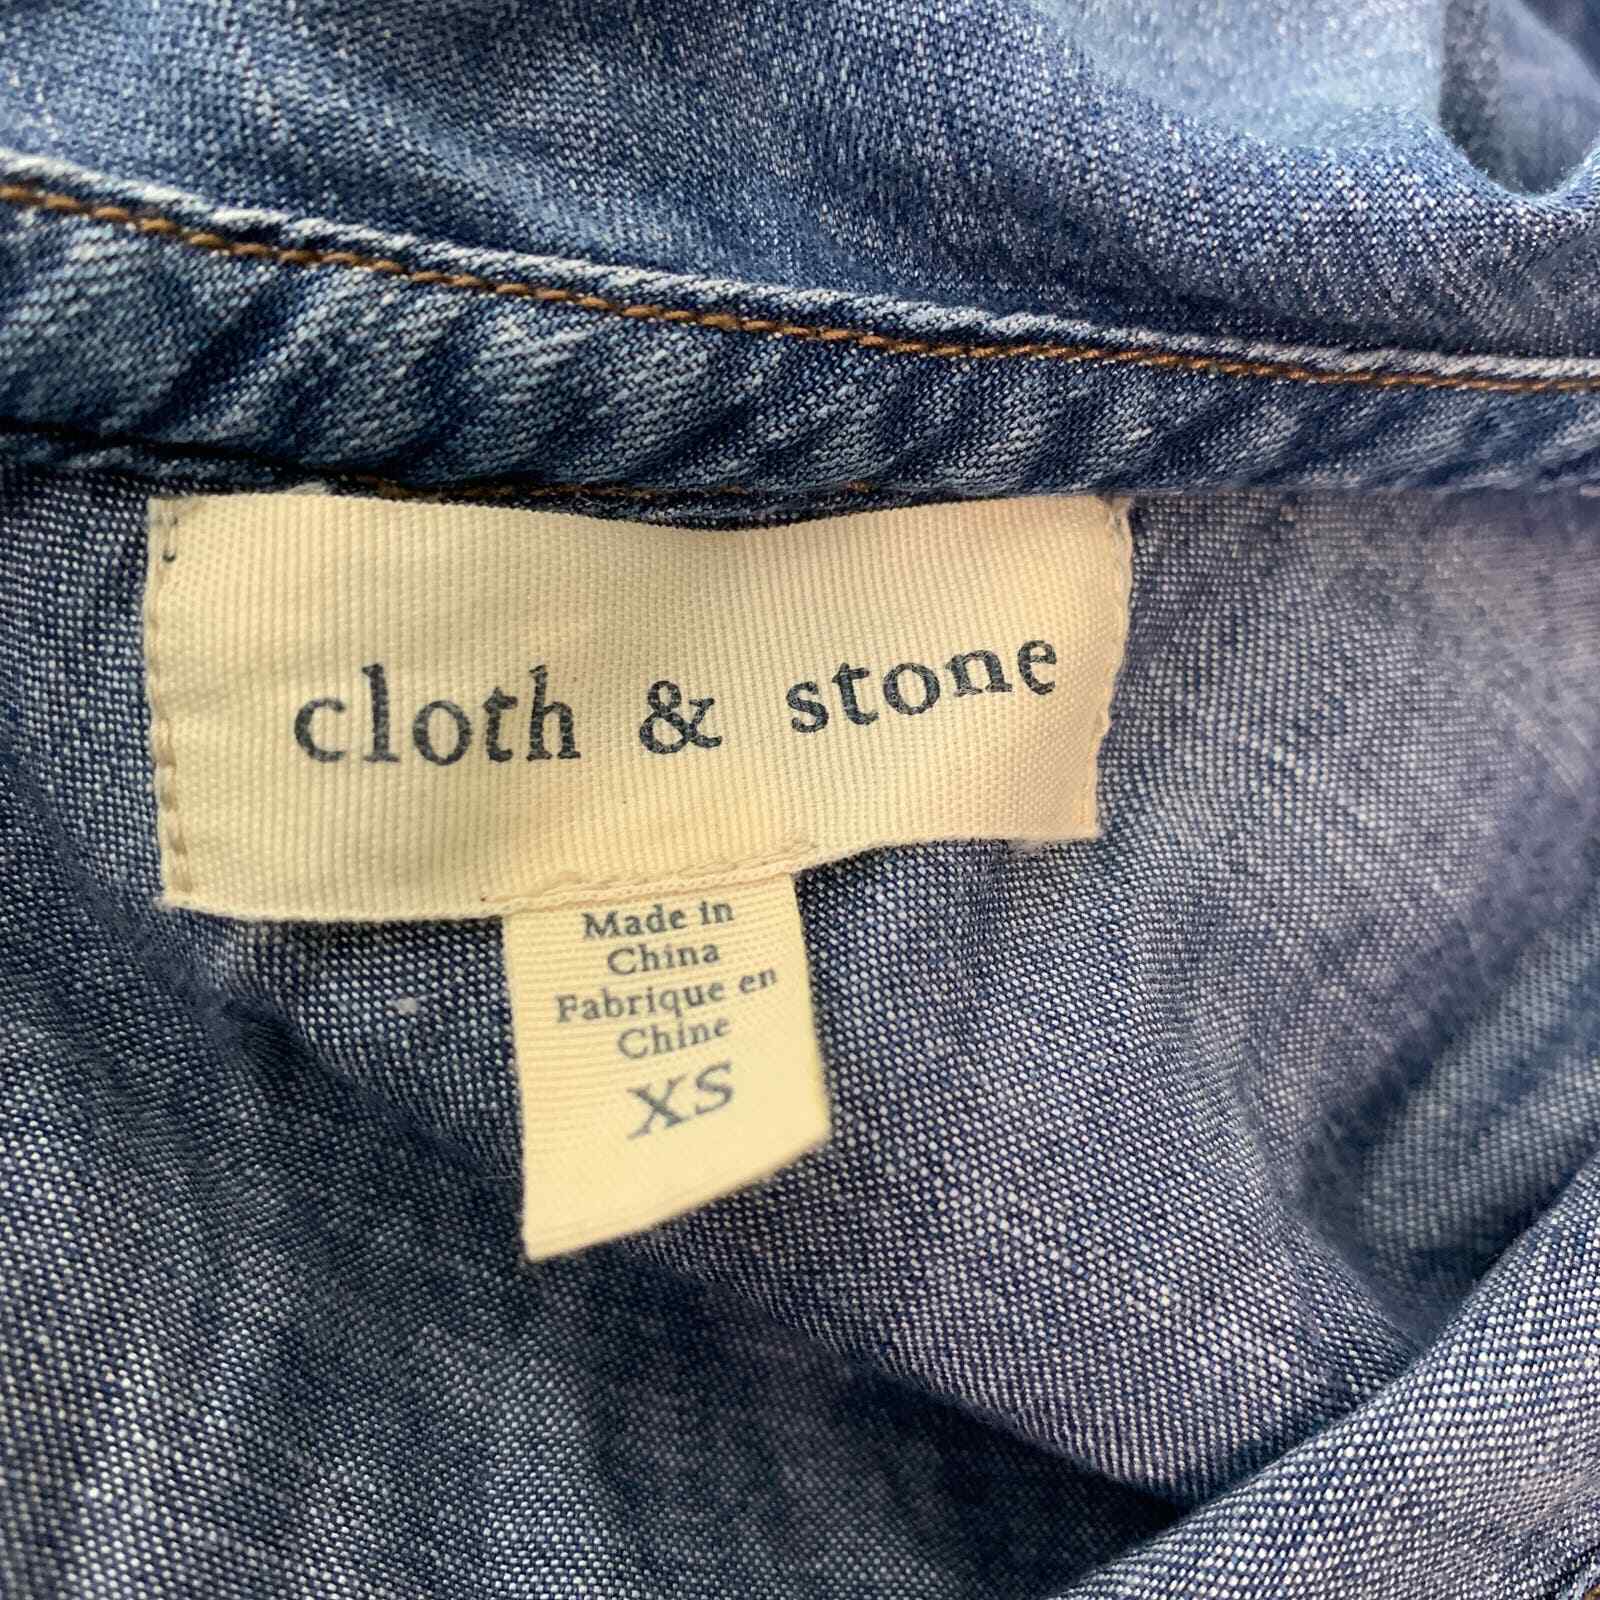 cloth & stone
Made in
China
Fabrique en
Chine
XS